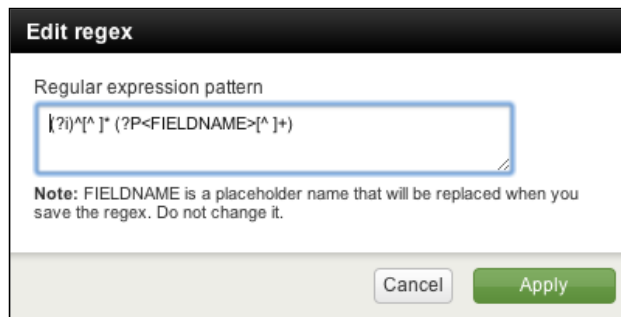 Edit regex
Regular expression pattern
(?i)^[^ ]* (?P<FIELDNAME>[^ ]+)
Note: FIELDNAME is a placeholder name that will be replaced when you
save the regex. Do not change it.
Cancel
Apply